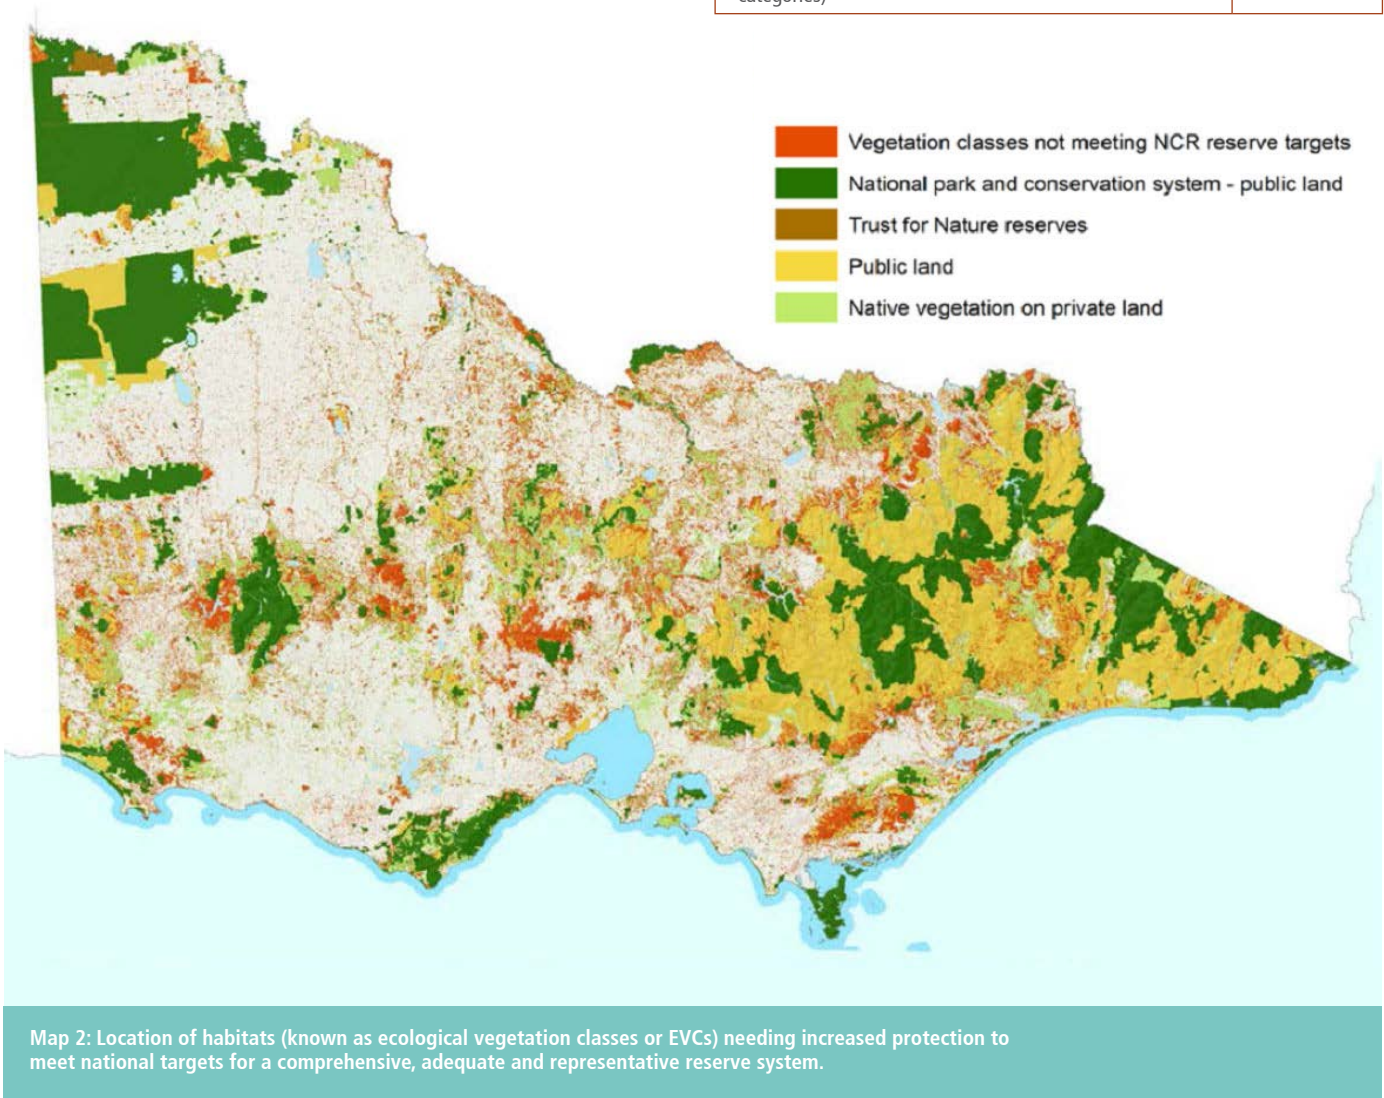 categories)
Vegetation classes not meeting NCR reserve targets
National park and conservation system - public land
Trust for Nature reserves
Public land
Native vegetation on private land
Map 2: Location of habitats (known as ecological vegetation classes or EVCs) needing increased protection to
meet national targets for a comprehensive, adequate and representative reserve system.